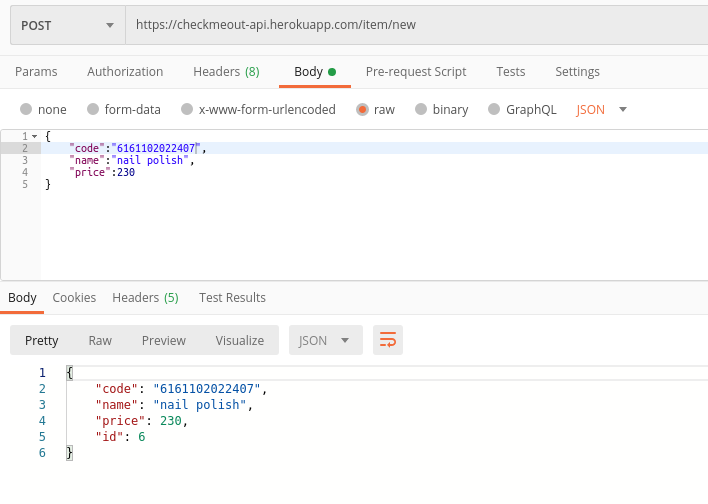 POST https://checkmeout-api.herokuapp.com/item/new
Params Authorization Headers (8) Body Pre-request Script Tests Settings
none form-data x-www-form-urlencoded raw binary GraphQL JSON
1 {
2 "code":"6161102022407",
3 "name":"nail polish",
4 "price":230
5 }
Body Cookies Headers (5) Test Results
Pretty Raw Preview Visualize JSON
1 {
2 "code": "6161102022407",
3 "name": "nail polish",
4 "price": 230,
5 "id": 6
6 }